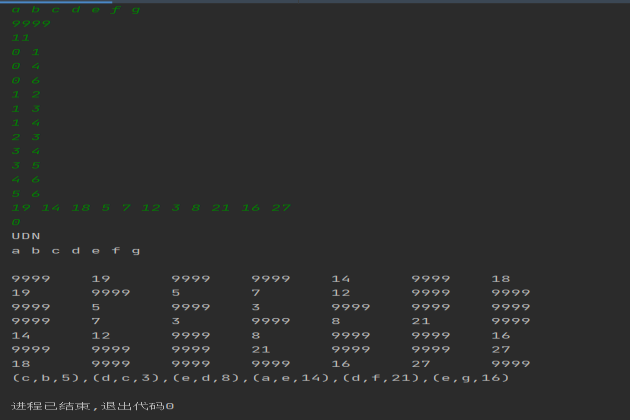 a b c d e f g
9999
11
0 1
0 4
0 6
1 2
1 3
1 4
2 3
3 4
3 5
4 6
5 6
19 14 18 5 7 12 3 8 21 16 27
0
UDN
a b c d e f g
9999 19 9999 9999 14 9999 18
19 9999 5 7 12 9999 9999
9999 5 9999 3 9999 9999 9999
9999 7 3 9999 8 21 9999
14 12 9999 8 9999 9999 16
9999 9999 9999 21 9999 9999 27
18 9999 9999 9999 16 27 9999
(c,b,5),(d,c,3),(e,d,8),(a,e,14),(d,f,21),(e,g,16)
进程已结束,退出代码0